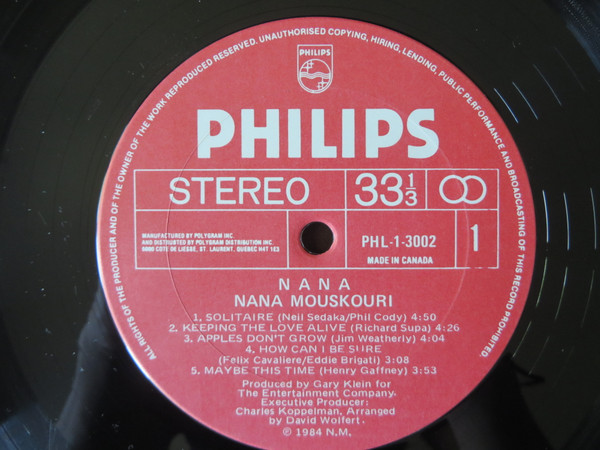 ALL RIGHTS OF THE PRODUCER AND OF THE OWNER OF THE WORK REPRODUCED RESERVED. UNAUTHORISED COPYING, HIRING, LENDING, PUBLIC PERFORMANCE AND BROADCASTING OF THIS RECORD PROHIBITED.
PHILIPS
PHILIPS
STEREO
33 1/3
MANUFACTURED BY POLYGRAM INC.
AND DISTRIBUTED BY POLYGRAM DISTRIBUTION INC.
6000 COTE DE LIESSE, ST. LAURENT, QUEBEC H4T 1E3
PHL-1-3002
1
MADE IN CANADA
NANA
NANA MOUSKOURI
1. SOLITAIRE (Neil Sedaka/Phil Cody) 4:50
2. KEEPING THE LOVE ALIVE (Richard Supa) 4:26
3. APPLES DON'T GROW (Jim Weatherly) 4:04
4. HOW CAN I BE SURE
(Felix Cavaliere/Eddie Brigati) 3:08
5. MAYBE THIS TIME (Henry Gaffney) 3:53
Produced by Gary Klein for
The Entertainment Company.
Executive Producer:
Charles Koppelman, Arranged
by David Wolfert.
℗ 1984 N.M.